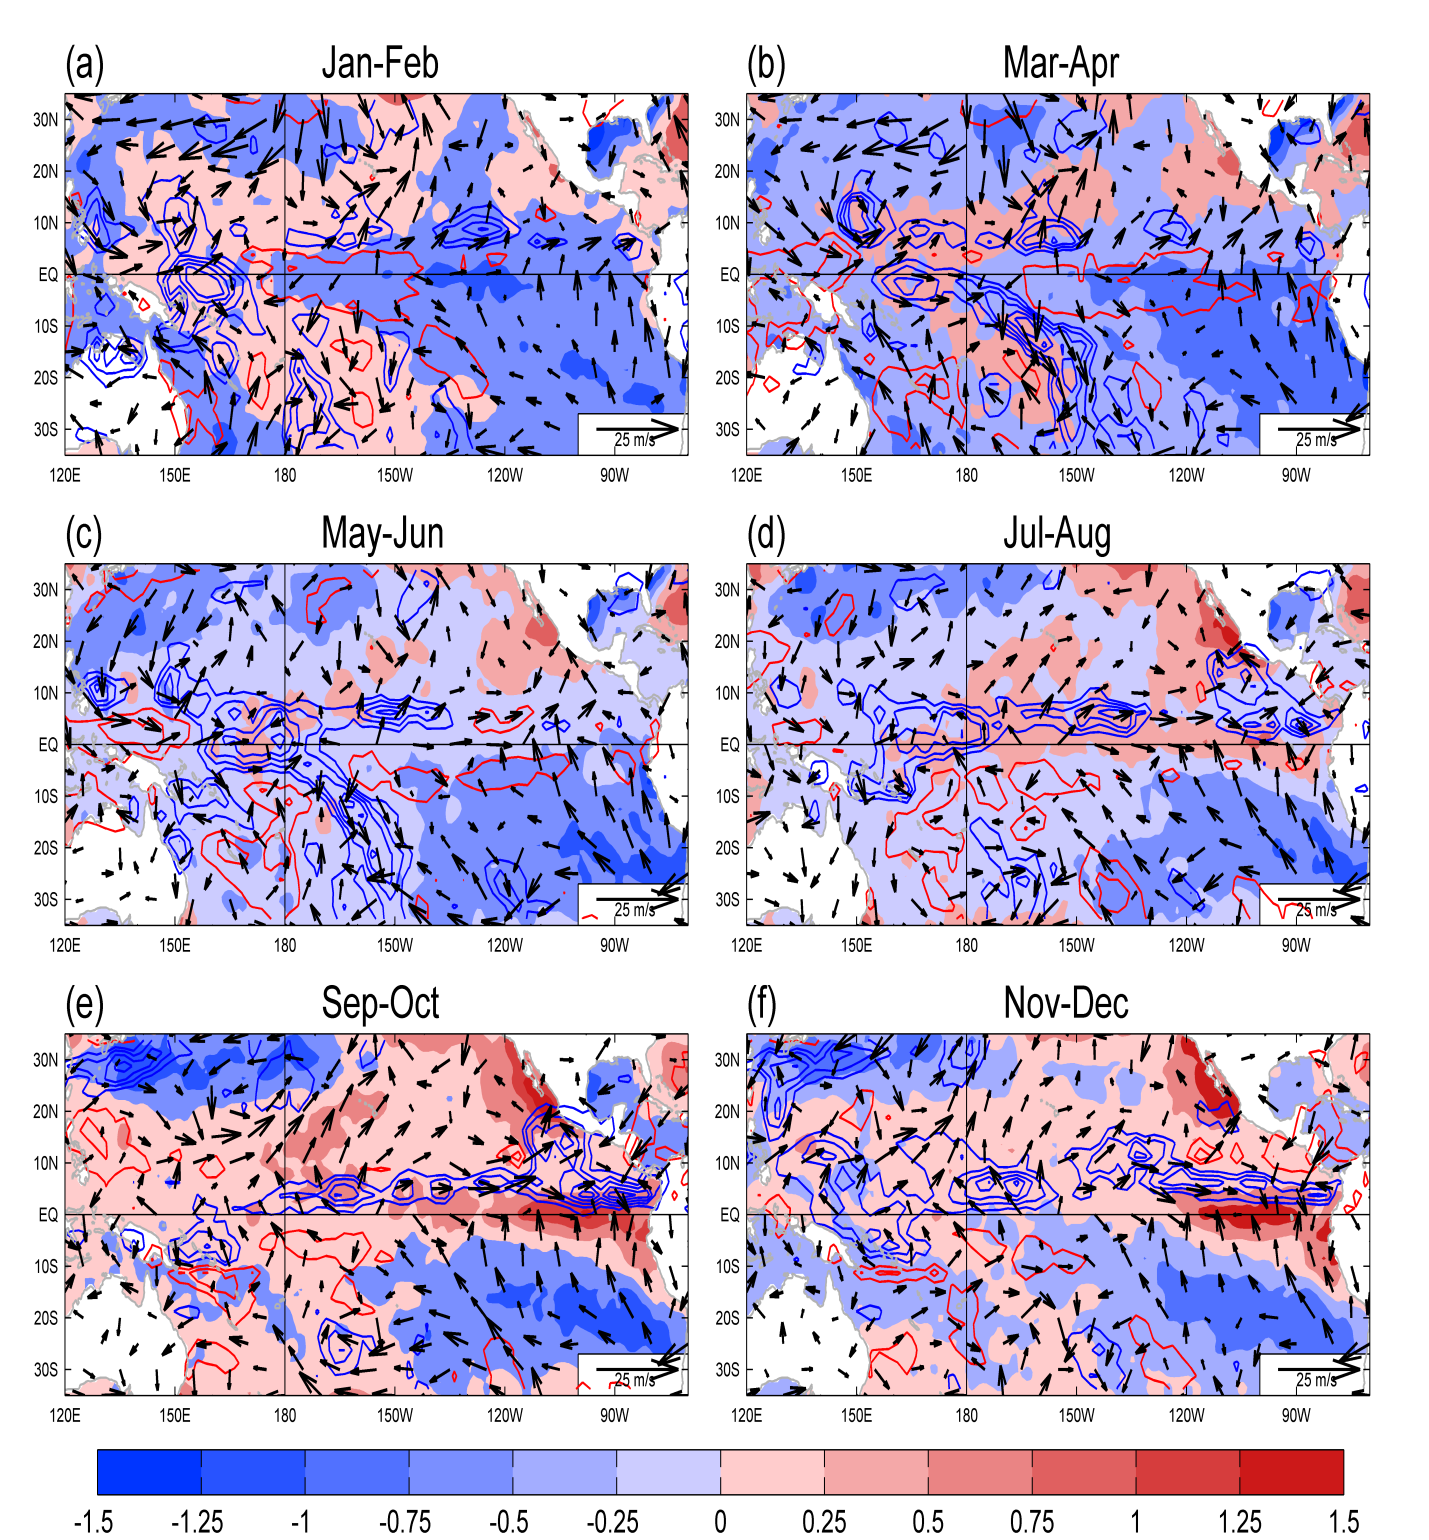 (a) Jan-Feb
(b) Mar-Apr
30N
20N
10N
EQ
10S
20S
30S
25 m/s
120E 150E 180 150W 120W 90W
30N
20N
10N
EQ
10S
20S
30S
25 m/s
120E 150E 180 150W 120W 90W
(c) May-Jun
(d) Jul-Aug
30N
20N
10N
EQ
10S
20S
30S
25 m/s
120E 150E 180 150W 120W 90W
30N
20N
10N
EQ
10S
20S
30S
25 m/s
120E 150E 180 150W 120W 90W
(e) Sep-Oct
(f) Nov-Dec
30N
20N
10N
EQ
10S
20S
30S
25 m/s
120E 150E 180 150W 120W 90W
30N
20N
10N
EQ
10S
20S
30S
25 m/s
120E 150E 180 150W 120W 90W
-1.5 -1.25 -1 -0.75 -0.5 -0.25 0 0.25 0.5 0.75 1 1.25 1.5